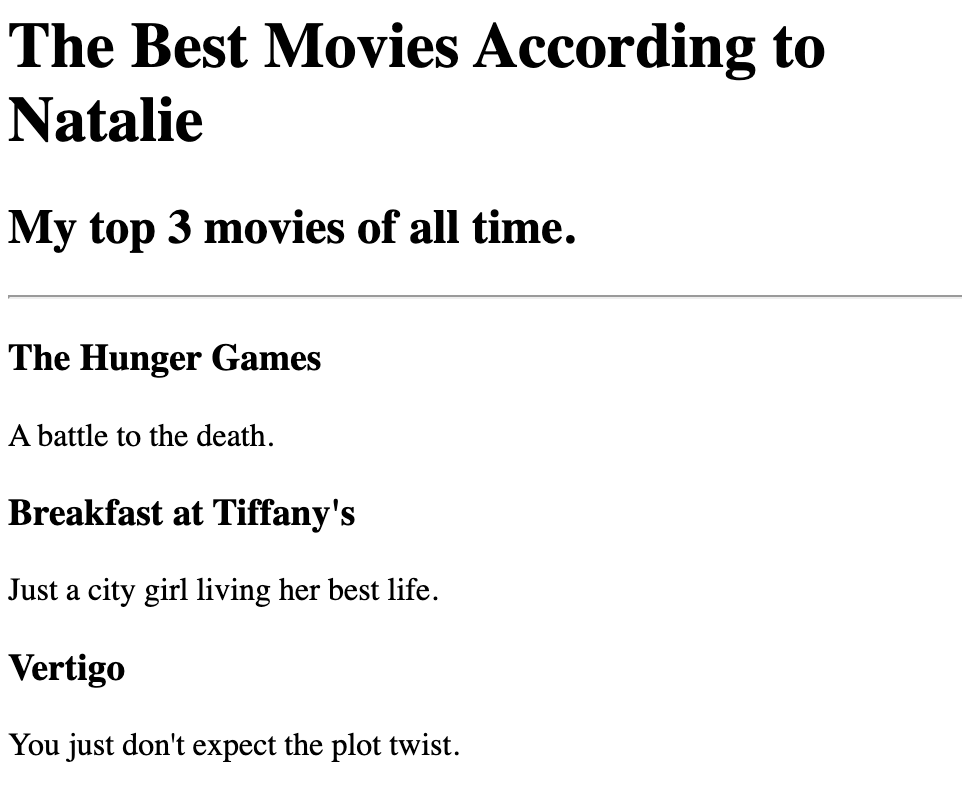 The Best Movies According to
Natalie
My top 3 movies of all time.
The Hunger Games
A battle to the death.
Breakfast at Tiffany's
Just a city girl living her best life.
Vertigo
You just don't expect the plot twist.